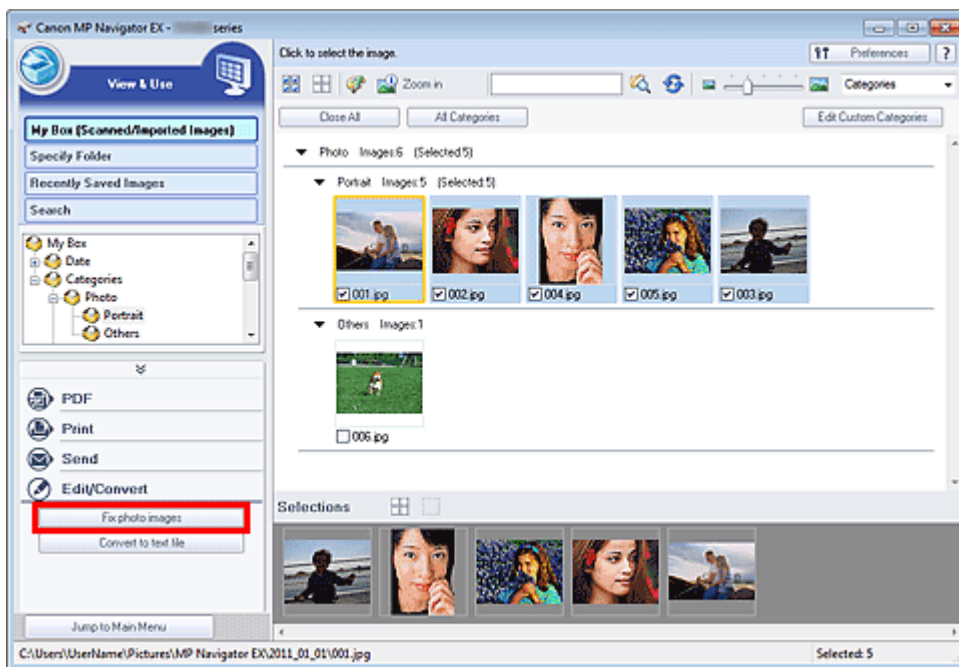 Canon MP Navigator EX - series
Click to select the image.
Preferences
?
View & Use
Zoom in
Categories
Close All
All Categories
Edit Custom Categories
My Box (Scanned/Imported Images)
Specify Folder
Recently Saved Images
Search
My Box
Date
Categories
Photo
Portrait
Others
PDF
Print
Send
Edit/Convert
Fix photo images
Convert to text file
Jump to Main Menu
Photo Images:6 (Selected:5)
Portrait Images:5 (Selected:5)
001.jpg 002.jpg 004.jpg 005.jpg 003.jpg
Others Images:1
006.jpg
Selections
C:\Users\UserName\Pictures\MP Navigator EX\2011_01_01\001.jpg
Selected: 5